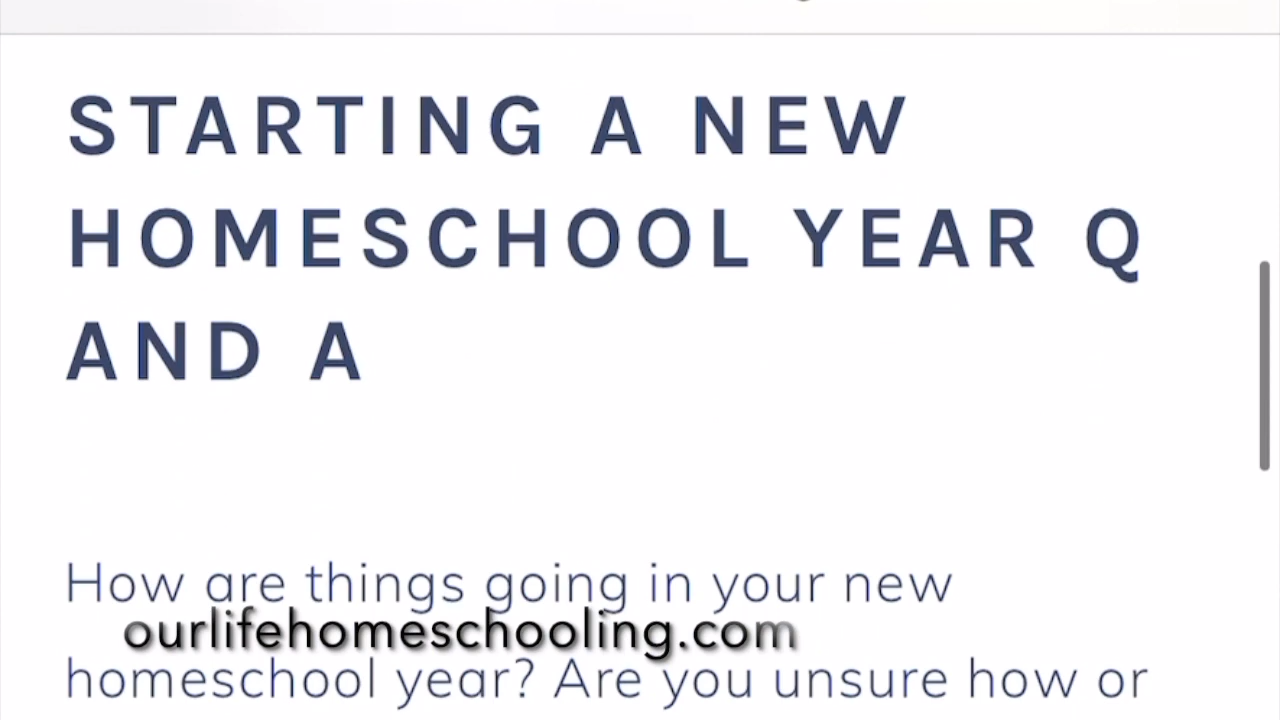 STARTING A NEW
HOMESCHOOL YEAR Q
AND A
How are things going in your new
ourlifehomeschooling.com
homeschool year? Are you unsure how or